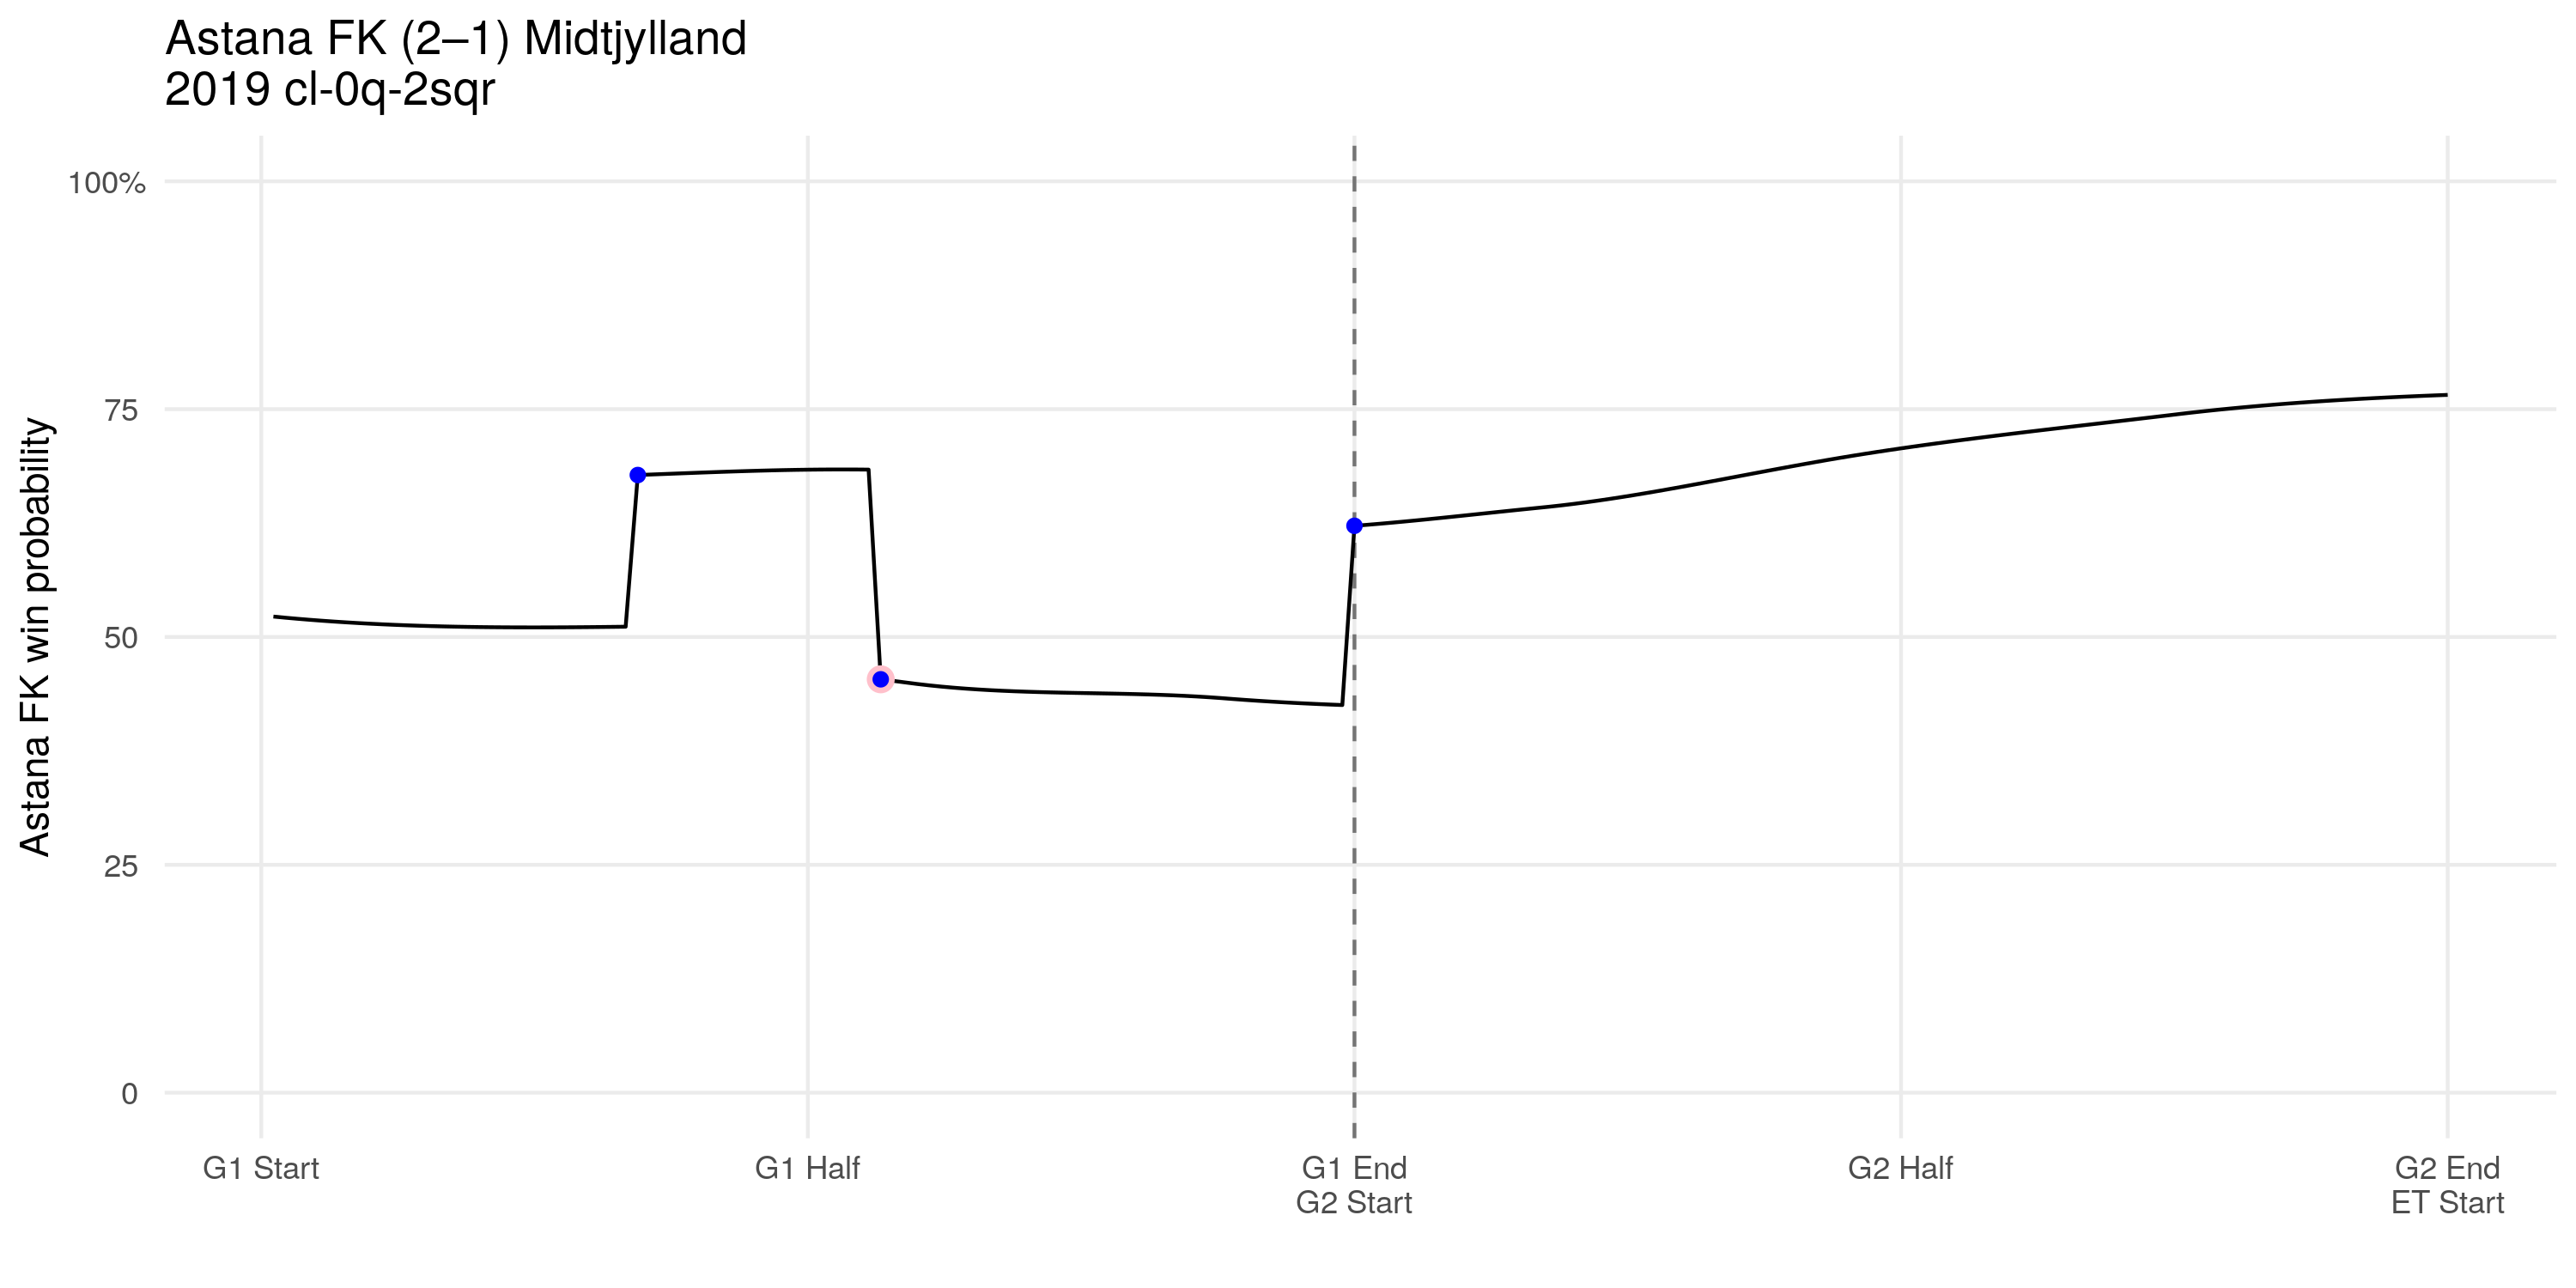 Astana FK (2–1) Midtjylland
2019 cl-0q-2sqr
Astana FK win probability
100%
75
50
25
0
G1 Start
G1 Half
G1 End
G2 Start
G2 Half
G2 End
ET Start